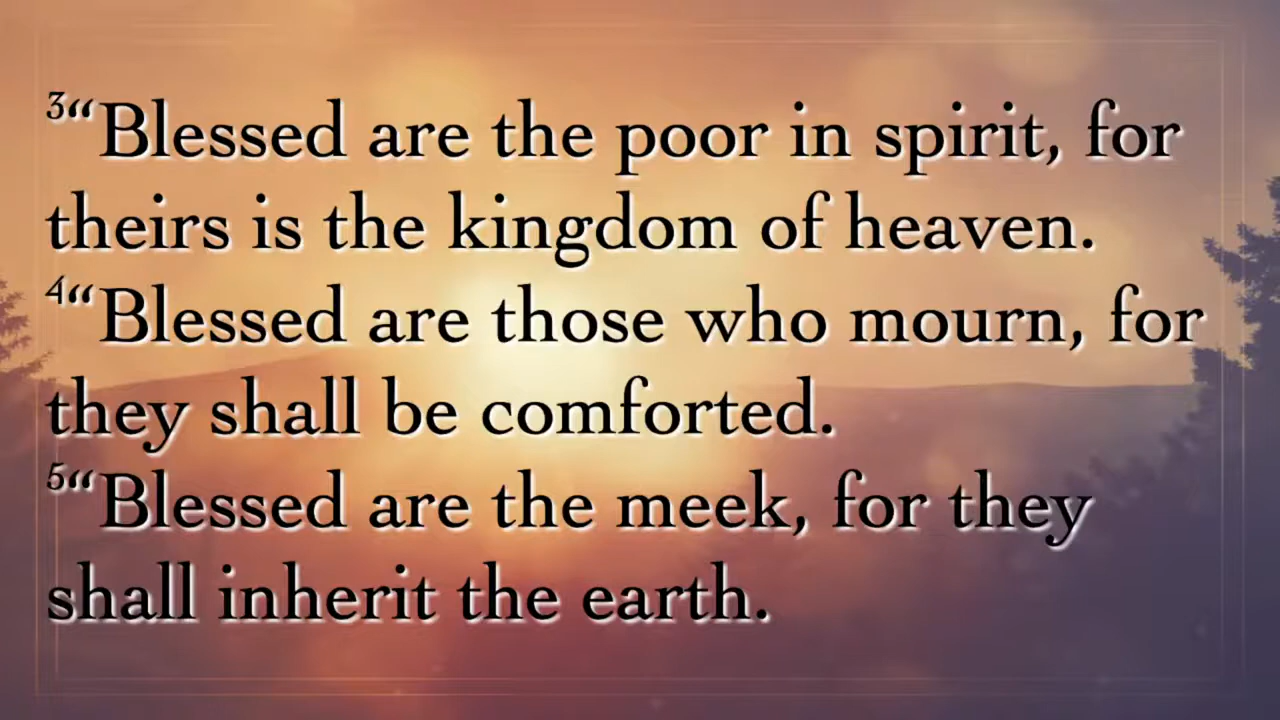 ³“Blessed are the poor in spirit, for
theirs is the kingdom of heaven.
⁴“Blessed are those who mourn, for
they shall be comforted.
⁵“Blessed are the meek, for they
shall inherit the earth.